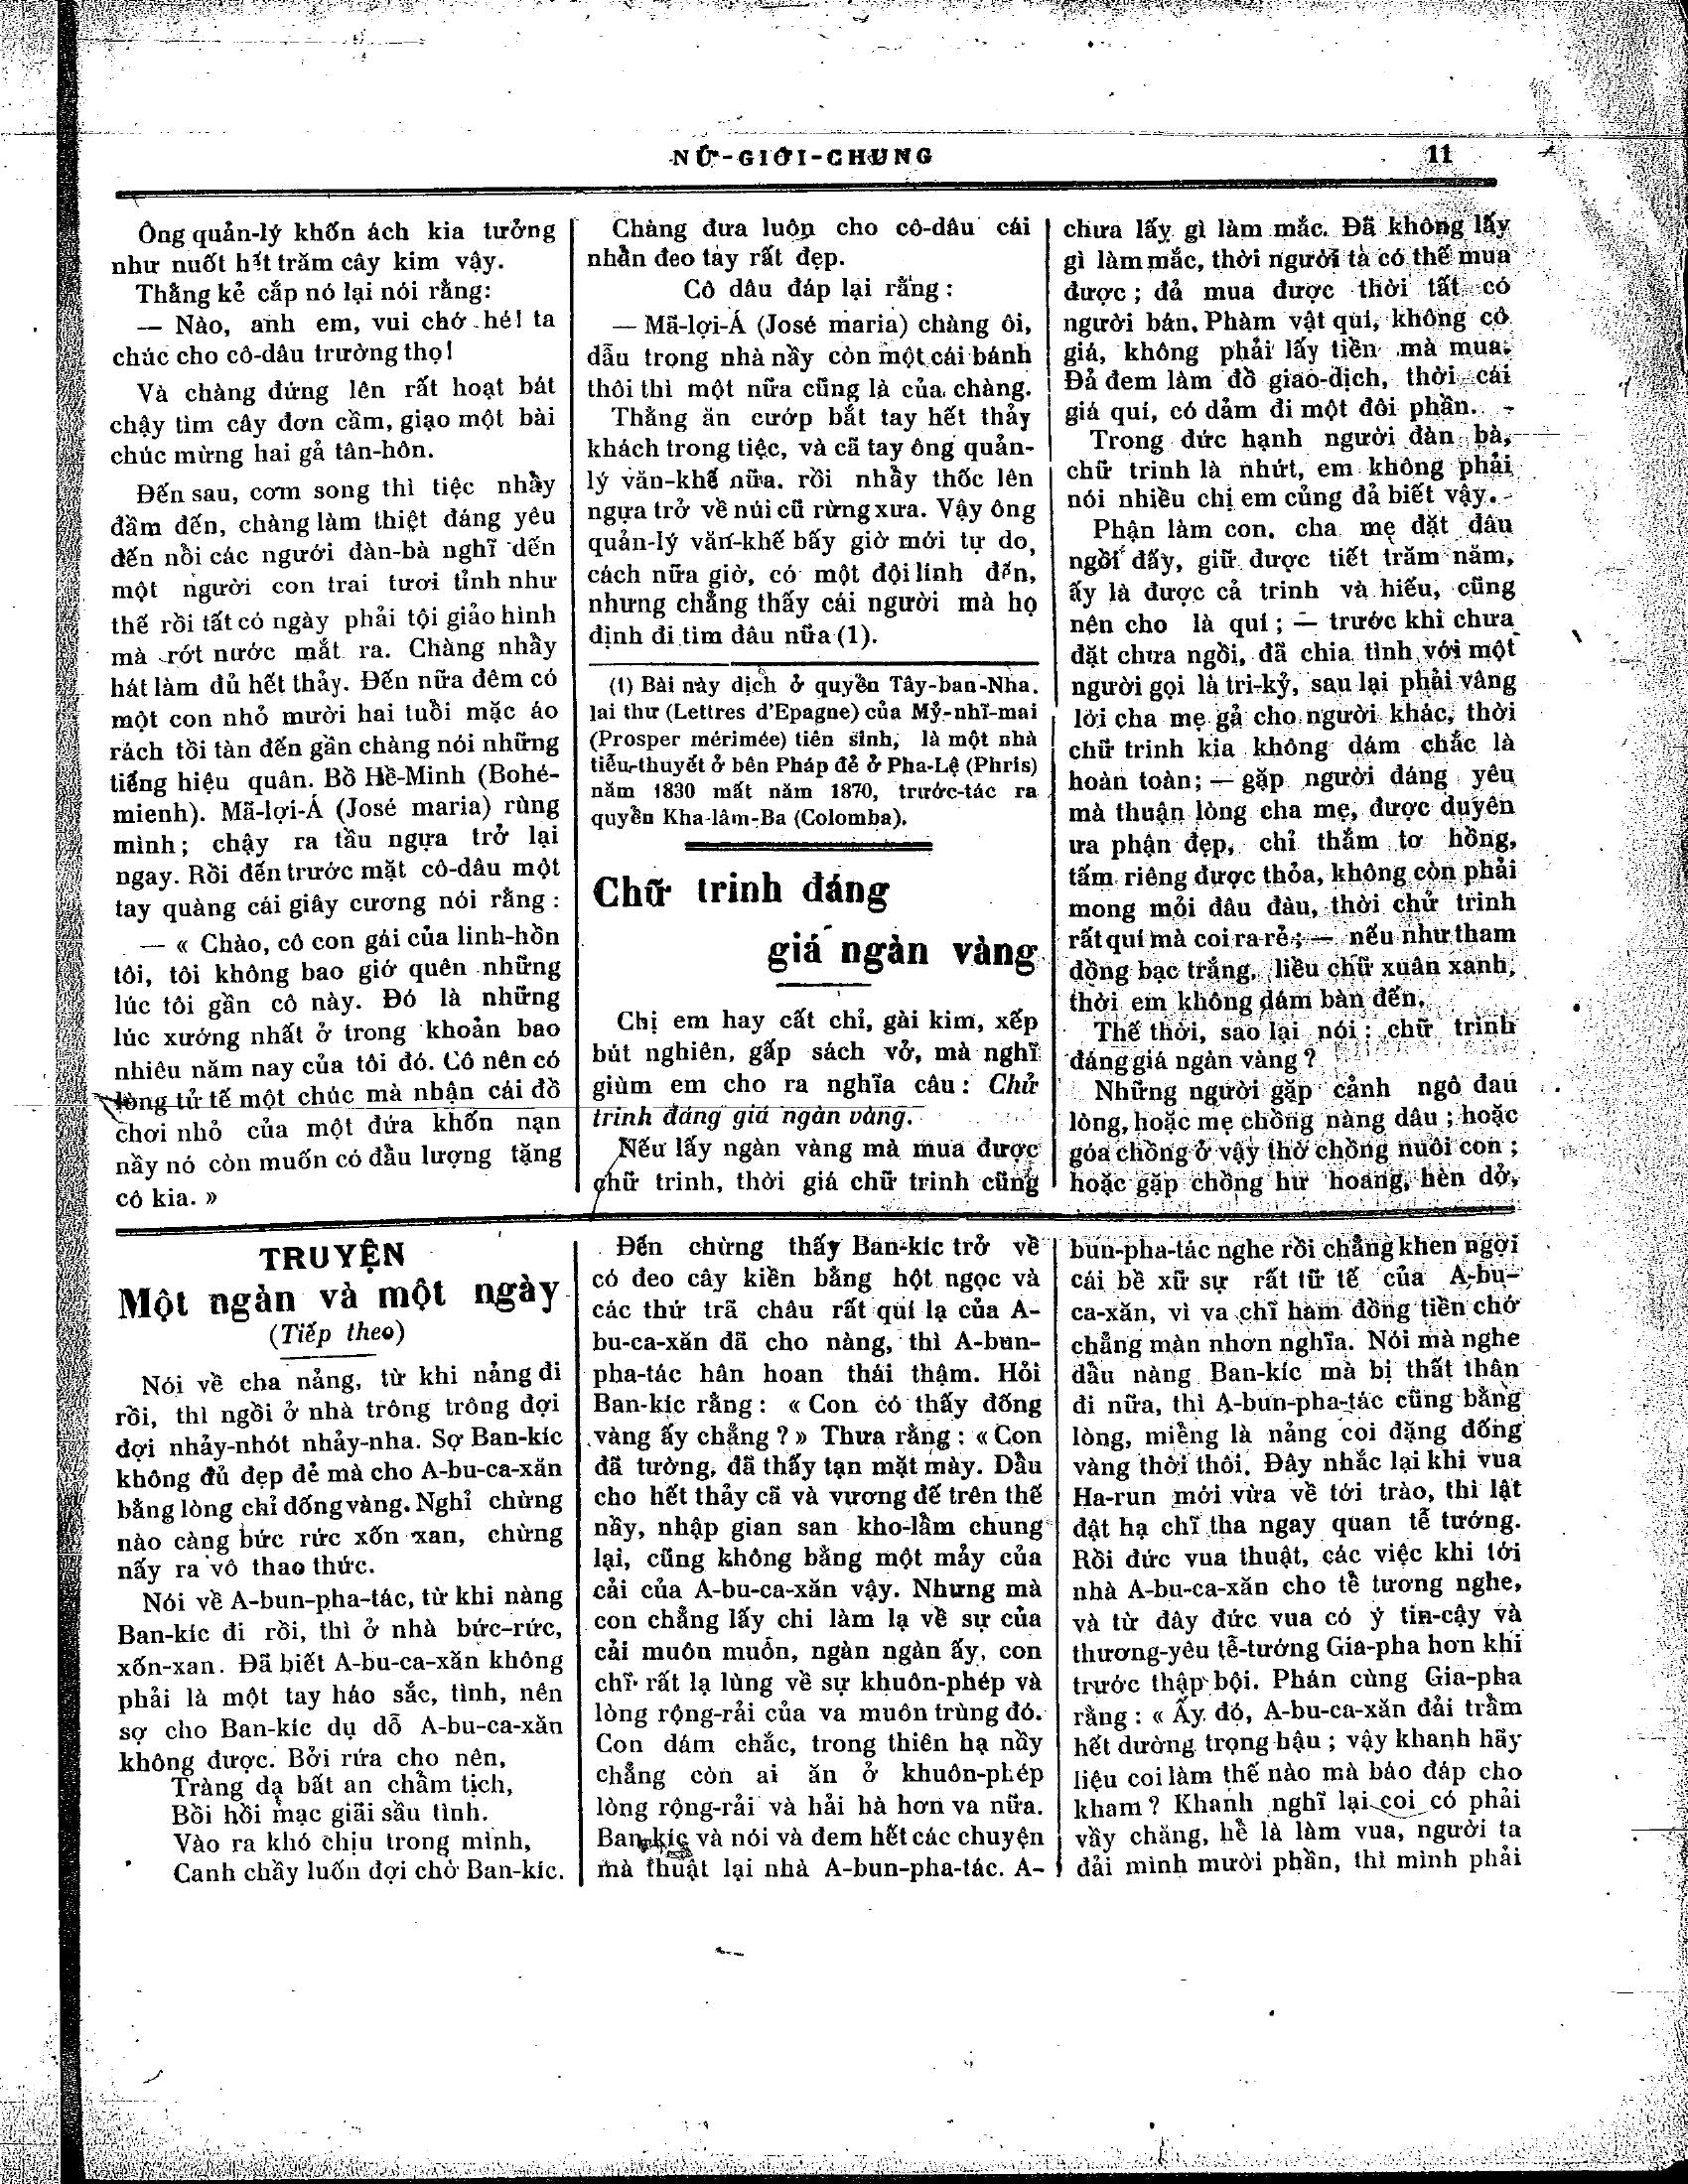 NỮ-GIỚI-CHUNG
11
Ông quản-lý khốn ách kia tưởng
như nuốt hết trăm cây kim vậy.
Thằng kẻ cắp nó lại nói rằng:
— Nào, anh em, vui chớ hé! ta
chúc cho cô-dâu trường thọ!
Và chàng đứng lên rất hoạt bát
chạy tìm cây đơn cầm, giạo một bài
chúc mừng hai gả tân-hôn.
Đến sau, cơm song thì tiệc nhảy
đầm đến, chàng làm thiệt đáng yêu
đến nỗi các người đàn-bà nghĩ dến
một người con trai tươi tỉnh như
thế rồi tất có ngày phải tội giảo hình
mà rớt nước mắt ra. Chàng nhảy
hát làm đủ hết thảy. Đến nữa đêm có
một con nhỏ mười hai tuổi mặc áo
rách tồi tàn đến gần chàng nói những
tiếng hiệu quân. Bồ Hề-Minh (Bohé-
mienh). Mã-lợi-Á (José maria) rùng
mình; chạy ra tầu ngựa trở lại
ngay. Rồi đến trước mặt cô-dâu một
tay quàng cái giây cương nói rằng:
— « Chào, cô con gái của linh-hồn
tôi, tôi không bao giờ quên những
lúc tôi gần cô này. Đó là những
lúc xướng nhất ở trong khoản bao
nhiêu năm nay của tôi đó. Cô nên có
lòng tử tế một chúc mà nhận cái đồ
chơi nhỏ của một đứa khốn nạn
nầy nó còn muốn có đầu lượng tặng
cô kia. »
Chàng đưa luôn cho cô-dâu cái
nhẫn đeo tay rất đẹp.
Cô dâu đáp lại rằng:
— Mã-lợi-Á (José maria) chàng ôi,
dẫu trong nhà nầy còn một cái bánh
thôi thì một nữa cũng là của chàng.
Thằng ăn cướp bắt tay hết thảy
khách trong tiệc, và cã tay ông quản-
lý văn-khế nữa. rồi nhảy thốc lên
ngựa trở về núi cũ rừng xưa. Vậy ông
quản-lý văn-khế bấy giờ mới tự do,
cách nữa giờ, có một đội lính đến,
nhưng chẳng thấy cái người mà họ
định đi tìm đâu nữa (1).
(1) Bài này dịch ở quyền Tây-ban-Nha.
lai thư (Lettres d'Epagne) của Mỹ-nhĩ-mai
(Prosper mérimée) tiên sinh, là một nhà
tiễu-thuyết ở bên Pháp đẻ ở Pha-Lệ (Phris)
năm 1830 mất năm 1870, trước-tác ra
quyền Kha-lâm-Ba (Colomba).
Chữ trinh đáng
giá ngàn vàng
Chị em hay cất chỉ, gài kim, xếp
bút nghiên, gấp sách vở, mà nghĩ
giùm em cho ra nghĩa câu: Chử
trinh đáng giá ngàn vàng.
Nếu lấy ngàn vàng mà mua được
chữ trinh, thời giá chữ trinh cũng
chưa lấy gì làm mắc. Đã không lấy
gì làm mắc, thời người ta có thể mua
được; đả mua được thời tất có
người bán. Phàm vật quí, không có
giá, không phải lấy tiền mà mua.
Đả đem làm đồ giao-dịch, thời cái
giá quí, có dảm đi một đôi phần.
Trong đức hạnh người đàn bà,
chữ trinh là nhứt, em không phải
nói nhiều chị em củng đả biết vậy.
Phận làm con, cha mẹ đặt đâu
ngồi đấy, giữ được tiết trăm năm,
ấy là được cả trinh và hiếu, cũng
nên cho là quí; — trước khi chưa
đặt chưa ngồi, đã chia tình với một
người gọi là tri-kỷ, sau lại phải vâng
lời cha mẹ gả cho người khác, thời
chữ trinh kia không dám chắc là
hoàn toàn; — gặp người đáng yêu
mà thuận lòng cha mẹ, được duyên
ưa phận đẹp, chỉ thắm tơ hồng,
tấm riêng được thỏa, không còn phải
mong mỏi đâu đâu, thời chử trinh
rất quí mà coi ra rẻ; — nếu như tham
đồng bạc trắng, liều chữ xuân xanh,
thời em không dám bàn đến.
Thế thời, sao lại nói: chữ trinh
đáng giá ngàn vàng?
Những người gặp cảnh ngộ đau
lòng, hoặc mẹ chồng nàng dâu; hoặc
góa chồng ở vậy thờ chồng nuôi con;
hoặc gặp chồng hư hoang, hèn dở,
TRUYỆN
Một ngàn và một ngày
(Tiếp theo)
Nói về cha nảng, từ khi nảng đi
rồi, thì ngồi ở nhà trông trông đợi
đợi nhảy-nhót nhảy-nha. Sợ Ban-kíc
không đủ đẹp đẻ mà cho A-bu-ca-xăn
bằng lòng chỉ đống vàng. Nghỉ chừng
nào càng bức rức xốn xan, chừng
nấy ra vô thao thức.
Nói về A-bun-pha-tác, từ khi nàng
Ban-kíc đi rồi, thì ở nhà bức-rức,
xốn-xan. Đã biết A-bu-ca-xăn không
phải là một tay háo sắc, tình, nên
sợ cho Ban-kíc dụ dỗ A-bu-ca-xăn
không được. Bởi rứa cho nên,
Tràng dạ bất an chẩm tịch,
Bồi hồi mạc giãi sầu tình.
Vào ra khó chịu trong mình,
Canh chầy luốn đợi chờ Ban-kíc.
Đến chừng thấy Ban-kíc trở về
có đeo cây kiền bằng hột ngọc và
các thứ trã châu rất quí lạ của A-
bu-ca-xăn đã cho nàng, thì A-bun-
pha-tác hân hoan thái thậm. Hỏi
Ban-kíc rằng: « Con có thấy đống
vàng ấy chẳng? » Thưa rằng: « Con
đã tường, đã thấy tạn mặt mày. Dầu
cho hết thảy cã và vương đế trên thế
nầy, nhập gian san kho-lẫm chung
lại, cũng không bằng một mảy của
cải của A-bu-ca-xăn vậy. Nhưng mà
con chẳng lấy chi làm lạ về sự của
cải muôn muốn, ngàn ngàn ấy, con
chĩ rất lạ lùng về sự khuôn-phép và
lòng rộng-rải của va muôn trùng đó.
Con dám chắc, trong thiên hạ nầy
chẳng còn ai ăn ở khuôn-phép
lòng rộng-rải và hải hà hơn va nữa.
Ban-kíc và nói và đem hết các chuyện
mà thuật lại nhà A-bun-pha-tác. A-
bun-pha-tác nghe rồi chẳng khen ngợi
cái bề xữ sự rất tữ tế của A-bu-
ca-xăn, vì va chĩ ham đồng tiền chớ
chẳng màn nhơn nghĩa. Nói mà nghe
dầu nàng Ban-kíc mà bị thất thân
đi nữa, thì A-bun-pha-tác cũng bằng
lòng, miềng là nảng coi đặng đống
vàng thời thôi. Đây nhắc lại khi vua
Ha-run mới vừa về tới trào, thì lật
đật hạ chĩ tha ngay quan tễ tướng.
Rồi đức vua thuật, các việc khi tới
nhà A-bu-ca-xăn cho tề tương nghe,
và từ đây đức vua có ý tin-cậy và
thương-yêu tễ-tướng Gia-pha hơn khi
trước thập bội. Phán cùng Gia-pha
rằng: « Ấy đó, A-bu-ca-xăn đải trẫm
hết dường trọng hậu; vậy khanh hãy
liệu coi làm thế nào mà báo đáp cho
kham? Khanh nghĩ lại coi có phải
vầy chăng, hề là làm vua, người ta
đải mình mười phần, thì mình phải